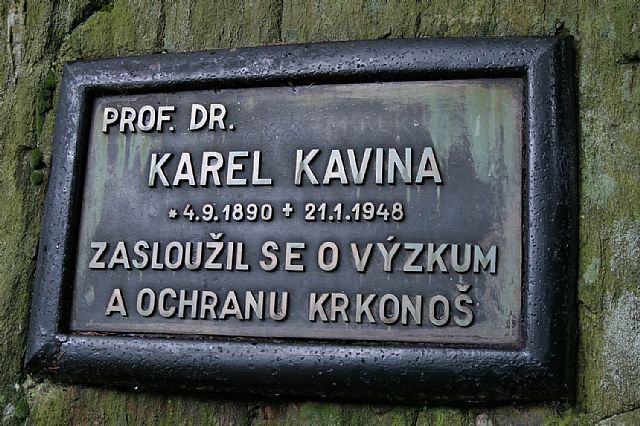 PROF. DR.
KAREL KAVINA
* 4.9.1890 + 21.1.1948
ZASLOUŽIL SE O VÝZKUM
A OCHRANU KRKONOŠ